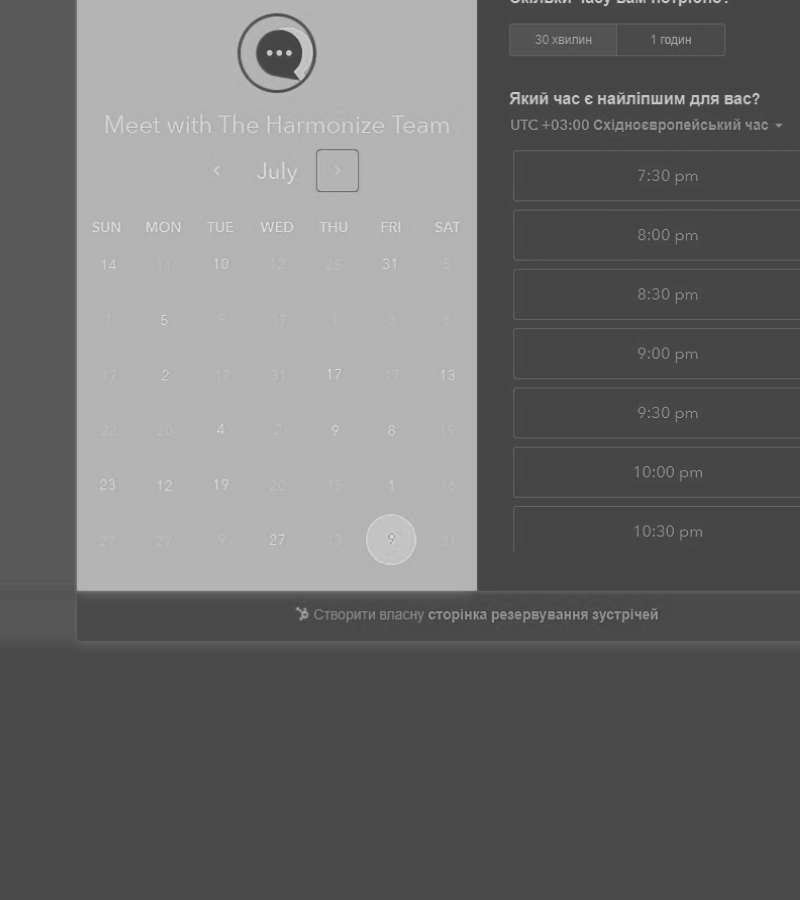 Meet with The Harmonize Team
July
SUN MON TUE WED THU FRI SAT
14 11 10 12 25 31 5
1 5 9 17 1 3 6
17 2 17 31 17 17 13
22 20 4 2 9 8 19
23 12 19 20 15 1 16
27 27 9 27 13 9 31
Скільки часу вам потрібно?
30 хвилин 1 годин
Який час є найліпшим для вас?
UTC +03:00 Східноєвропейський час
7:30 pm
8:00 pm
8:30 pm
9:00 pm
9:30 pm
10:00 pm
10:30 pm
Створити власну сторінка резервування зустрічей